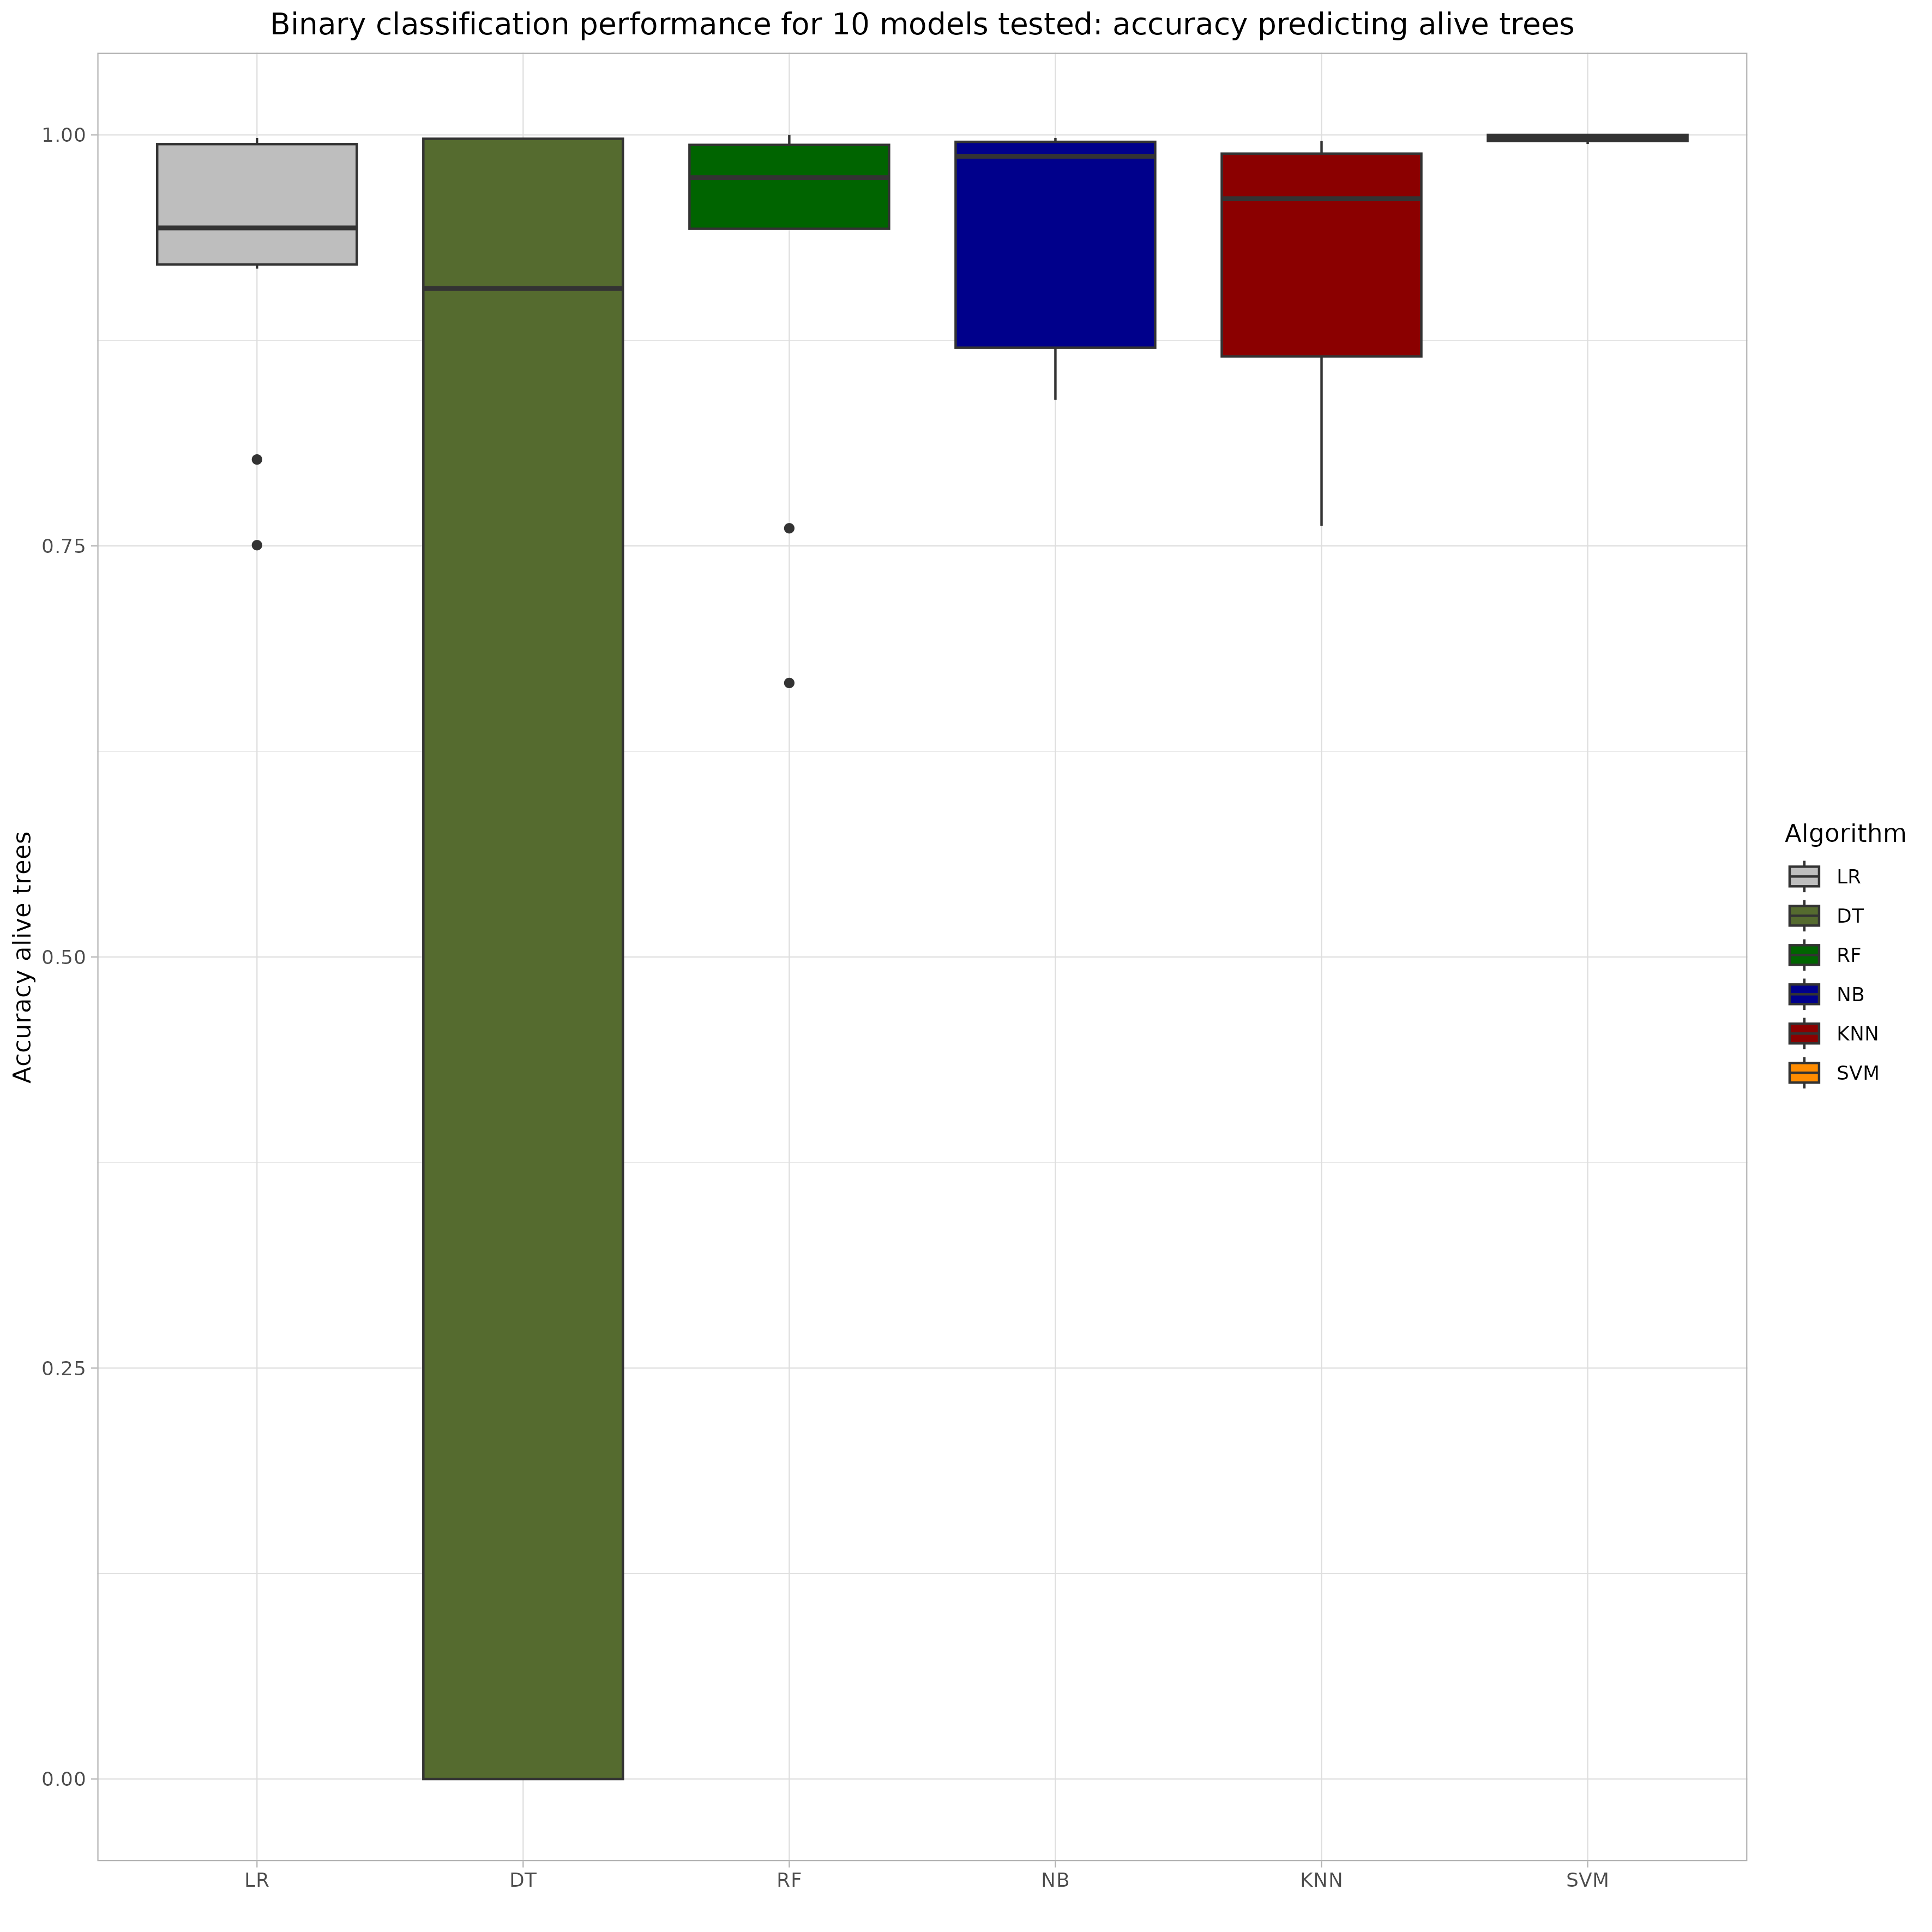 Binary classification performance for 10 models tested: accuracy predicting alive trees
Accuracy alive trees
1.00
0.75
0.50
0.25
0.00
LR DT RF NB KNN SVM
Algorithm
LR
DT
RF
NB
KNN
SVM